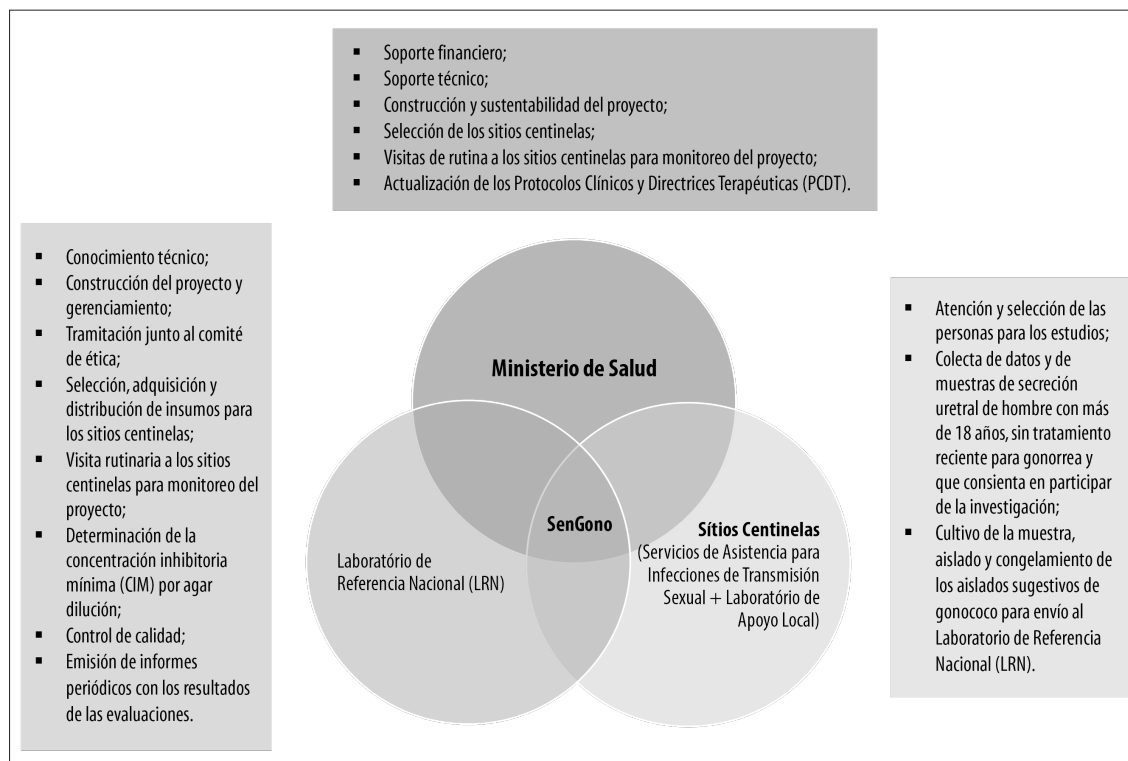 ▪ Soporte financiero;
▪ Soporte técnico;
▪ Construcción y sustentabilidad del proyecto;
▪ Selección de los sitios centinelas;
▪ Visitas de rutina a los sitios centinelas para monitoreo del proyecto;
▪ Actualización de los Protocolos Clínicos y Directrices Terapéuticas (PCDT).
▪ Conocimiento técnico;
▪ Construcción del proyecto y
gerenciamiento;
▪ Tramitación junto al comité
de ética;
▪ Selección, adquisición y
distribución de insumos para
los sitios centinelas;
▪ Visita rutinaria a los sitios
centinelas para monitoreo del
proyecto;
▪ Determinación de la
concentración inhibitoria
mínima (CIM) por agar
dilución;
▪ Control de calidad;
▪ Emisión de informes
periódicos con los resultados
de las evaluaciones.
Ministerio de Salud
SenGono
Laboratório de
Referencia Nacional (LRN)
Sítios Centinelas
(Servicios de Asistencia para
Infecciones de Transmisión
Sexual + Laboratório de
Apoyo Local)
▪ Atención y selección de las
personas para los estudios;
▪ Colecta de datos y de
muestras de secreción
uretral de hombre con más
de 18 años, sin tratamiento
reciente para gonorrea y
que consienta en participar
de la investigación;
▪ Cultivo de la muestra,
aislado y congelamiento de
los aislados sugestivos de
gonococo para envío al
Laboratorio de Referencia
Nacional (LRN).